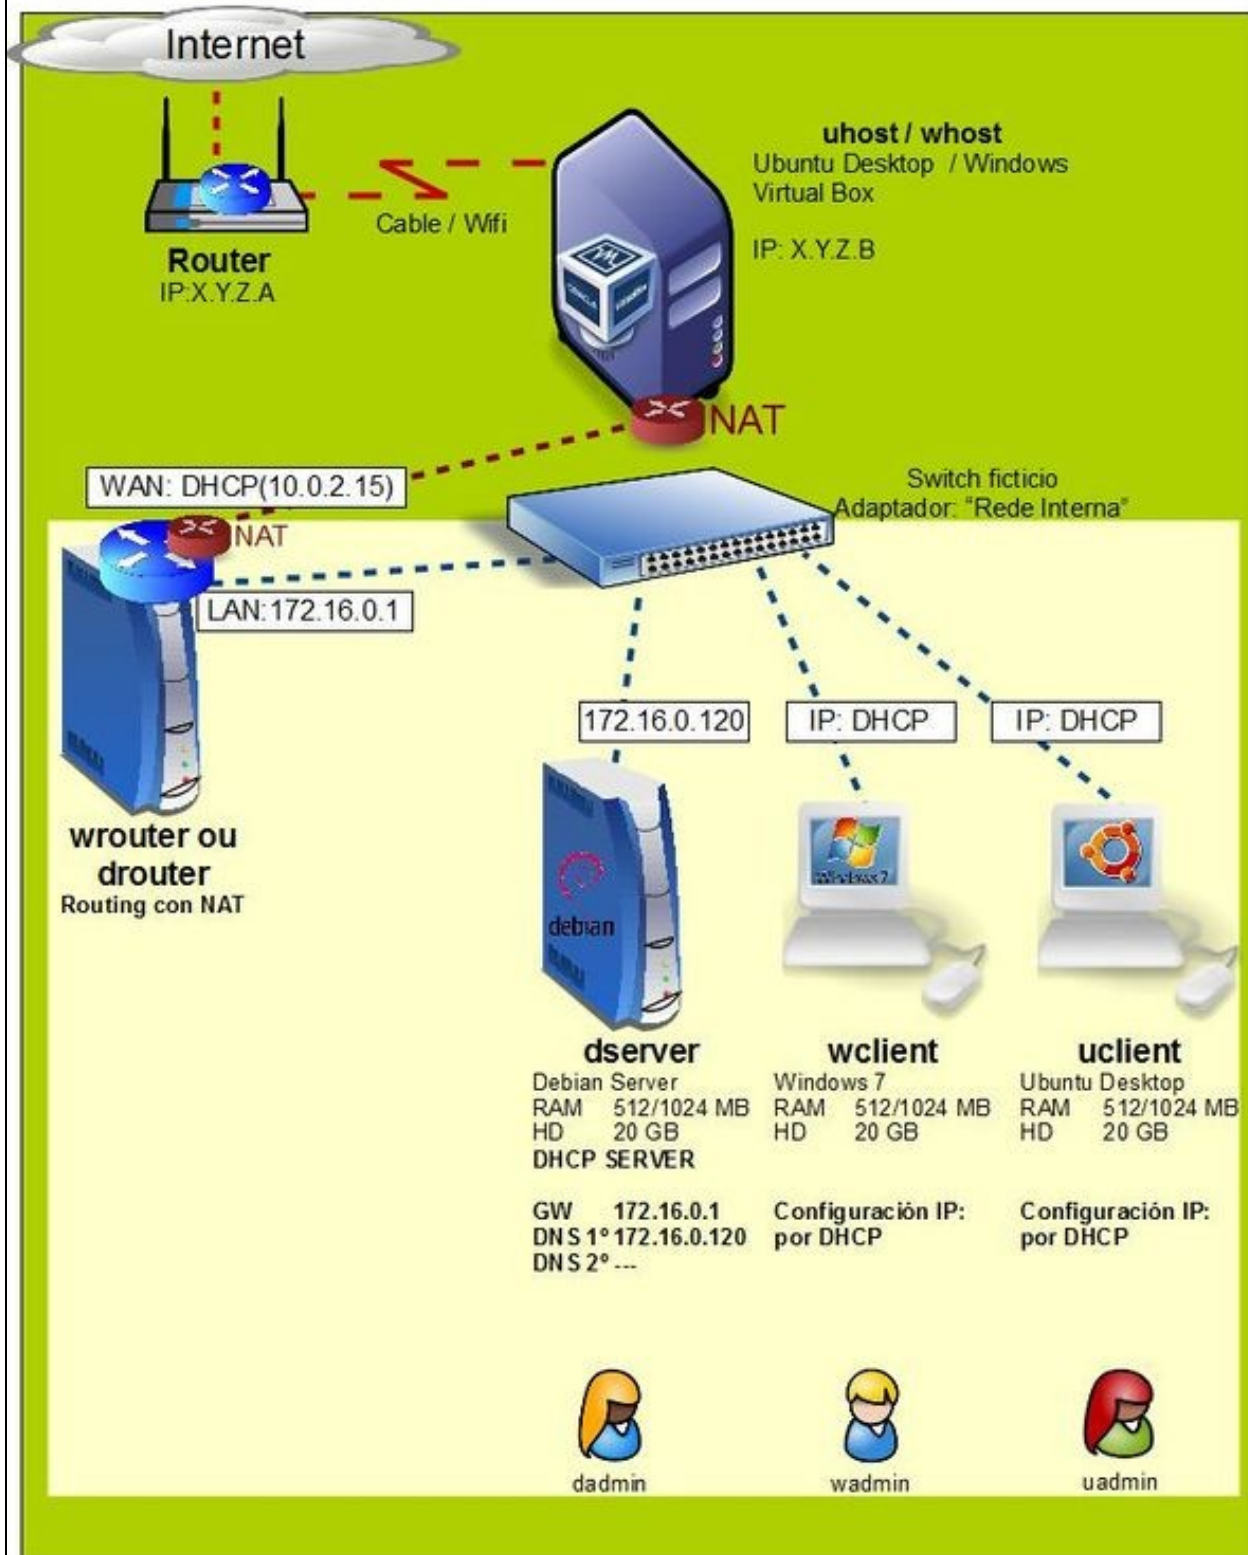 Internet
uhost / whost
Ubuntu Desktop / Windows
Virtual Box
IP: X.Y.Z.B
Cable / Wifi
Router
IP:X.Y.Z.A
NAT
WAN: DHCP(10.0.2.15)
Switch ficticio
Adaptador: "Rede Interna"
NAT
LAN:172.16.0.1
172.16.0.120
IP: DHCP
IP: DHCP
wrouter ou
drouter
Routing con NAT
debian
Windows 7
dserver
Debian Server
RAM 512/1024 MB
HD 20 GB
DHCP SERVER
GW 172.16.0.1
DNS 1º 172.16.0.120
DNS 2º ---
wclient
Windows 7
RAM 512/1024 MB
HD 20 GB
Configuración IP:
por DHCP
uclient
Ubuntu Desktop
RAM 512/1024 MB
HD 20 GB
Configuración IP:
por DHCP
dadmin
wadmin
uadmin